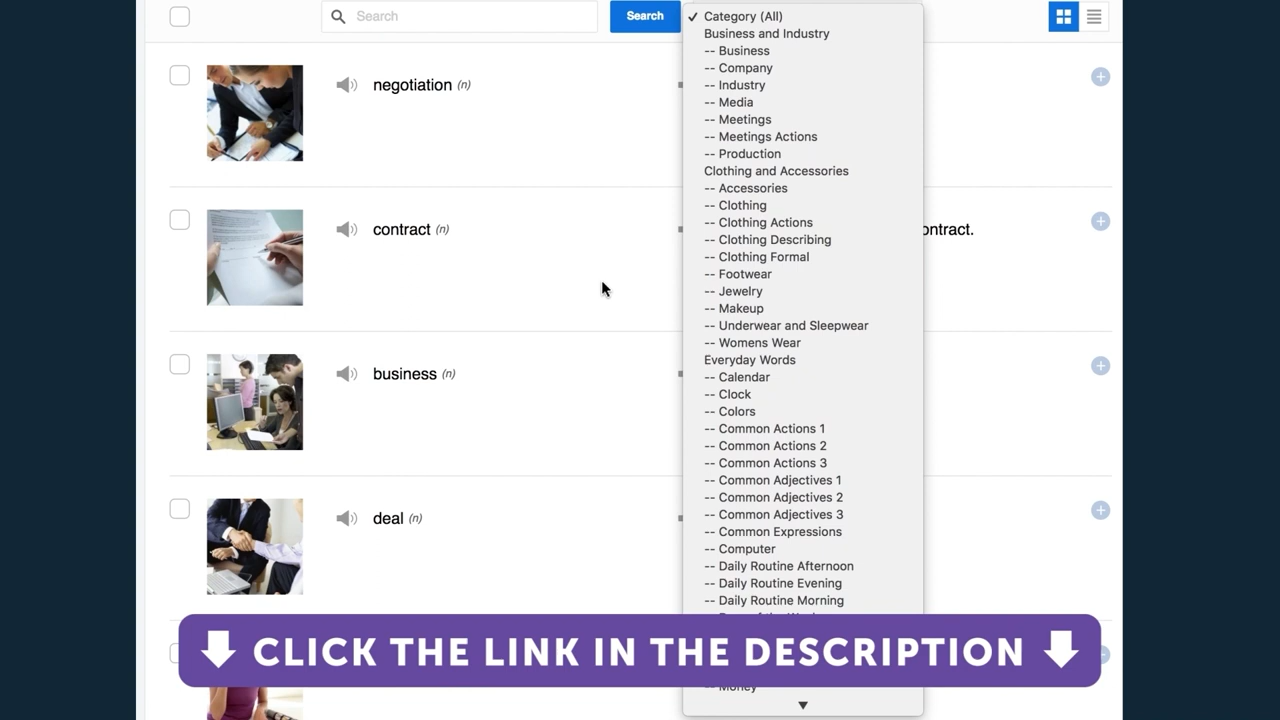 Search
Search
✓ Category (All)
Business and Industry
-- Business
-- Company
-- Industry
-- Media
-- Meetings
-- Meetings Actions
-- Production
Clothing and Accessories
-- Accessories
-- Clothing
-- Clothing Actions
-- Clothing Describing
-- Clothing Formal
-- Footwear
-- Jewelry
-- Makeup
-- Underwear and Sleepwear
-- Womens Wear
Everyday Words
-- Calendar
-- Clock
-- Colors
-- Common Actions 1
-- Common Actions 2
-- Common Actions 3
-- Common Adjectives 1
-- Common Adjectives 2
-- Common Adjectives 3
-- Common Expressions
-- Computer
-- Daily Routine Afternoon
-- Daily Routine Evening
-- Daily Routine Morning
-- Money
negotiation (n)
contract (n)
ontract.
business (n)
deal (n)
CLICK THE LINK IN THE DESCRIPTION